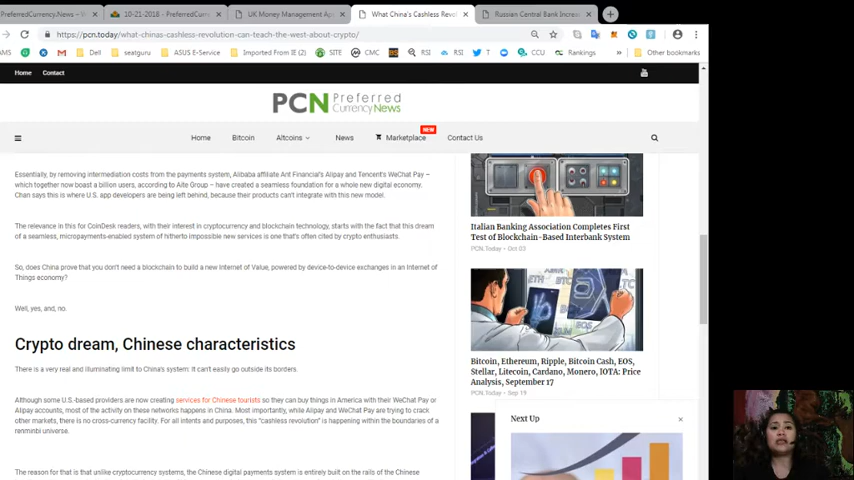 PreferredCurrency.News -
10-21-2018 - PreferredCurre
UK Money Management Ap
What China's Cashless Revol
Russian Central Bank Increas
https://pcn.today/what-chinas-cashless-revolution-can-teach-the-west-about-crypto/
Dell
seatguru
ASUS E-Service
Imported From IE (2)
SITE
CMC
RSI
RSI
T
CCU
Rankings
»
Other bookmarks
Home
Contact
PCN Preferred
Currency News
Home
Bitcoin
Altcoins
News
Marketplace
NEW
Contact Us
Essentially, by removing intermediation costs from the payments system, Alibaba affiliate Ant Financial's Alipay and Tencent's WeChat Pay –
which together now boast a billion users, according to Aite Group – have created a seamless foundation for a whole new digital economy.
Chan says this is where U.S. app developers are being left behind, because their products can't integrate with this new model.
The relevance in this for CoinDesk readers, with their interest in cryptocurrency and blockchain technology, starts with the fact that this dream
of a seamless, micropayments-enabled system of hitherto impossible new services is one that's often cited by crypto enthusiasts.
So, does China prove that you don't need a blockchain to build a new Internet of Value, powered by device-to-device exchanges in an Internet of
Things economy?
Well, yes, and, no.
Crypto dream, Chinese characteristics
There is a very real and illuminating limit to China's system: It can't easily go outside its borders.
Although some U.S.-based providers are now creating services for Chinese tourists so they can buy things in America with their WeChat Pay or
Alipay accounts, most of the activity on these networks happens in China. Most importantly, while Alipay and WeChat Pay are trying to crack
other markets, there is no cross-currency facility. For all intents and purposes, this "cashless revolution" is happening within the boundaries of a
renminbi universe.
The reason for that is that unlike cryptocurrency systems, the Chinese digital payments system is entirely built on the rails of the Chinese
Italian Banking Association Completes First
Test of Blockchain-Based Interbank System
PCN.Today - Oct 03
ETH
BTC
EOS
Bitcoin, Ethereum, Ripple, Bitcoin Cash, EOS,
Stellar, Litecoin, Cardano, Monero, IOTA: Price
Analysis, September 17
PCN.Today - Sep 19
Next Up